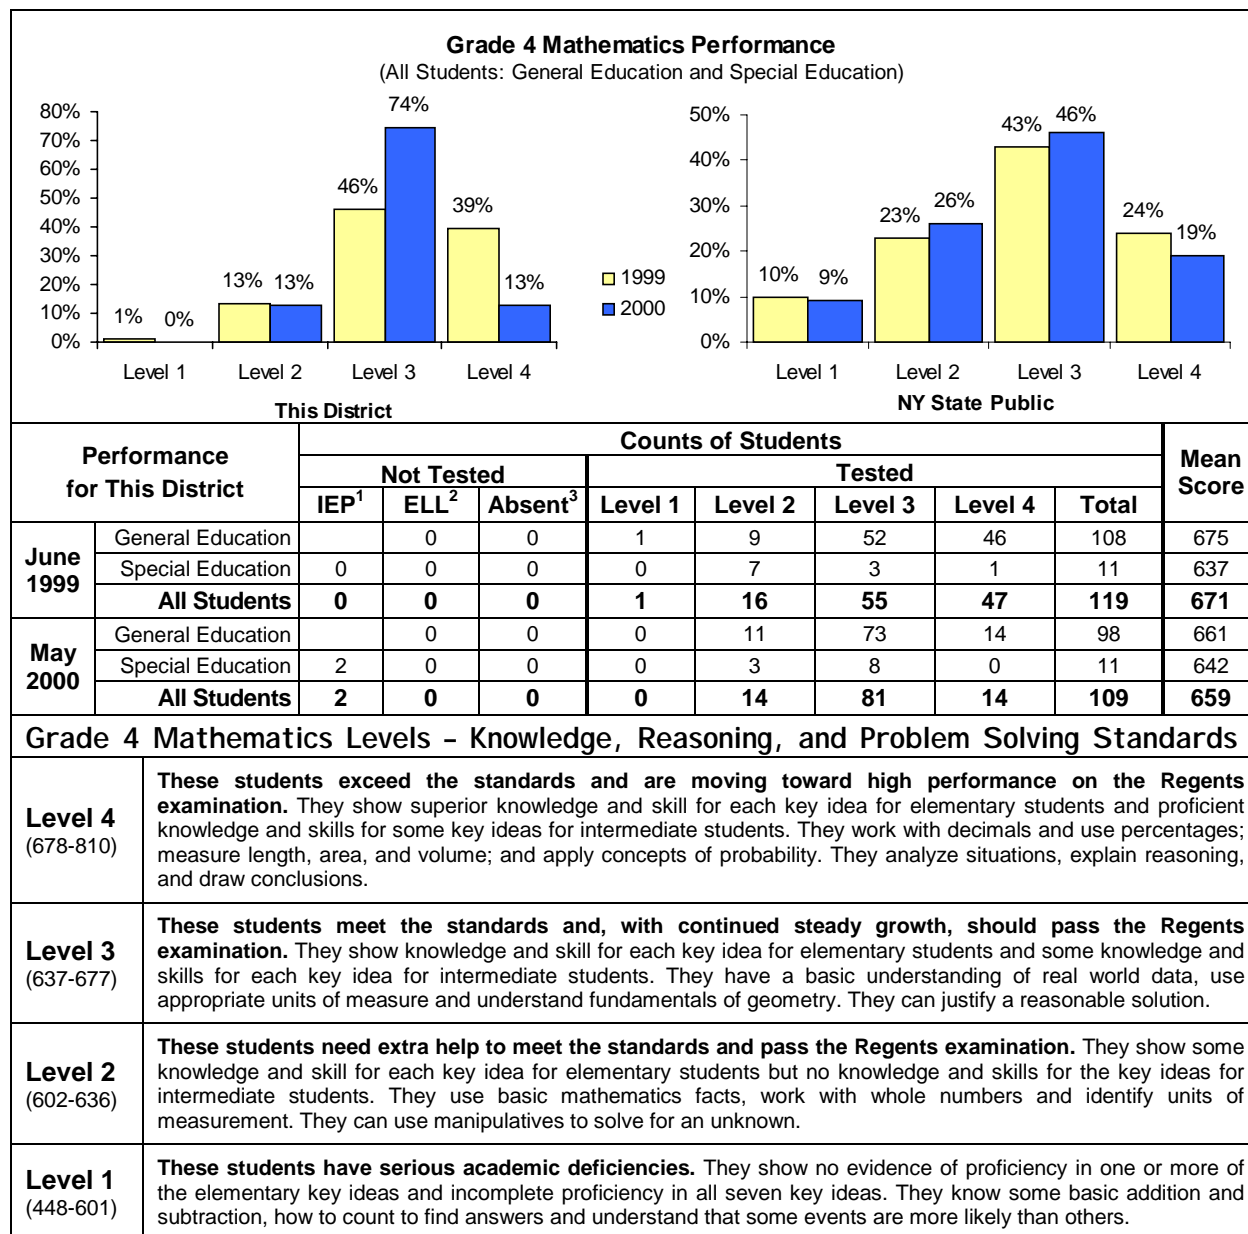 Grade 4 Mathematics Performance
(All Students: General Education and Special Education)
80%
70%
60%
50%
40%
30%
20%
10%
0%
1% 0% 13% 13% 46% 74% 39% 13%
Level 1 Level 2 Level 3 Level 4
This District
1999
2000
50%
40%
30%
20%
10%
0%
10% 9% 23% 26% 43% 46% 24% 19%
Level 1 Level 2 Level 3 Level 4
NY State Public
Performance for This District Counts of Students Mean Score
Not Tested Tested
IEP1 ELL2 Absent3 Level 1 Level 2 Level 3 Level 4 Total
June 1999
General Education 0 0 1 9 52 46 108 675
Special Education 0 0 0 0 7 3 1 11 637
All Students 0 0 0 1 16 55 47 119 671
May 2000
General Education 0 0 0 11 73 14 98 661
Special Education 2 0 0 0 3 8 0 11 642
All Students 2 0 0 0 14 81 14 109 659
Grade 4 Mathematics Levels – Knowledge, Reasoning, and Problem Solving Standards
Level 4
(678-810)
These students exceed the standards and are moving toward high performance on the Regents
examination. They show superior knowledge and skill for each key idea for elementary students and proficient
knowledge and skills for some key ideas for intermediate students. They work with decimals and use percentages;
measure length, area, and volume; and apply concepts of probability. They analyze situations, explain reasoning,
and draw conclusions.
Level 3
(637-677)
These students meet the standards and, with continued steady growth, should pass the Regents
examination. They show knowledge and skill for each key idea for elementary students and some knowledge and
skills for each key idea for intermediate students. They have a basic understanding of real world data, use
appropriate units of measure and understand fundamentals of geometry. They can justify a reasonable solution.
Level 2
(602-636)
These students need extra help to meet the standards and pass the Regents examination. They show some
knowledge and skill for each key idea for elementary students but no knowledge and skills for the key ideas for
intermediate students. They use basic mathematics facts, work with whole numbers and identify units of
measurement. They can use manipulatives to solve for an unknown.
Level 1
(448-601)
These students have serious academic deficiencies. They show no evidence of proficiency in one or more of
the elementary key ideas and incomplete proficiency in all seven key ideas. They know some basic addition and
subtraction, how to count to find answers and understand that some events are more likely than others.